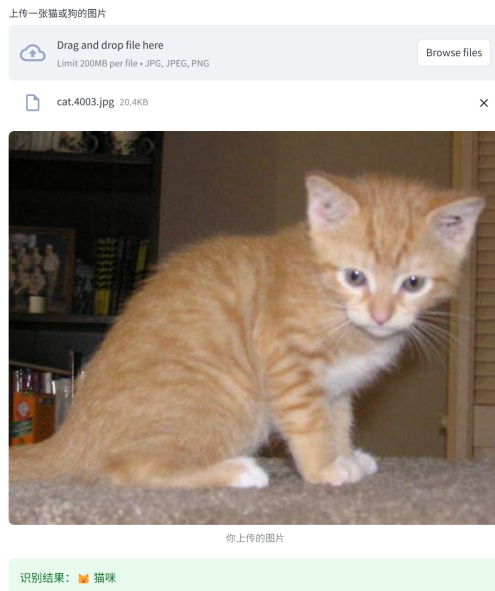 上传一张猫或狗的图片
Drag and drop file here
Limit 200MB per file • JPG, JPEG, PNG
Browse files
cat.4003.jpg 20.4KB
你上传的图片
识别结果： 🐱 猫咪